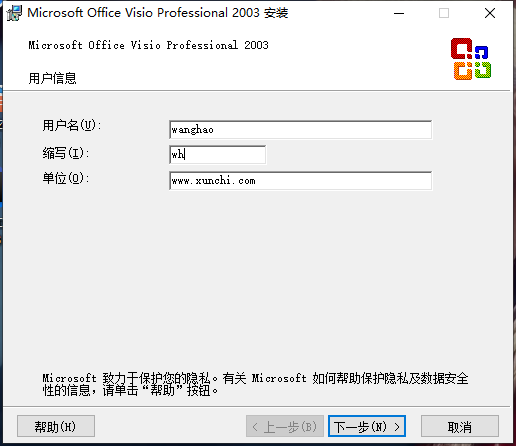 Microsoft Office Visio Professional 2003 安装
Microsoft Office Visio Professional 2003
用户信息
用户名(U):
wanghao
缩写(I):
wh
单位(O):
www.xunchi.com
Microsoft 致力于保护您的隐私。有关 Microsoft 如何帮助保护隐私及数据安全
性的信息，请单击“帮助”按钮。
帮助(H)
< 上一步(B)
下一步(N) >
取消